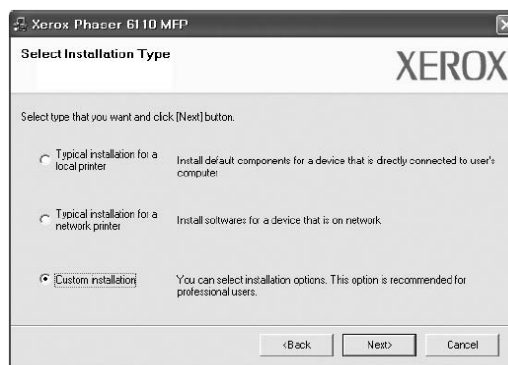 Xerox Phaser 6110 MFP
Select Installation Type
XEROX
Select type that you want and click [Next] button.
Typical installation for a
local printer
Install default components for a device that is directly connected to user's
computer
Typical installation for a
network printer
Install softwares for a device that is on network
Custom installation
You can select installation options. This option is recommended for
professional users.
<Back
Next>
Cancel